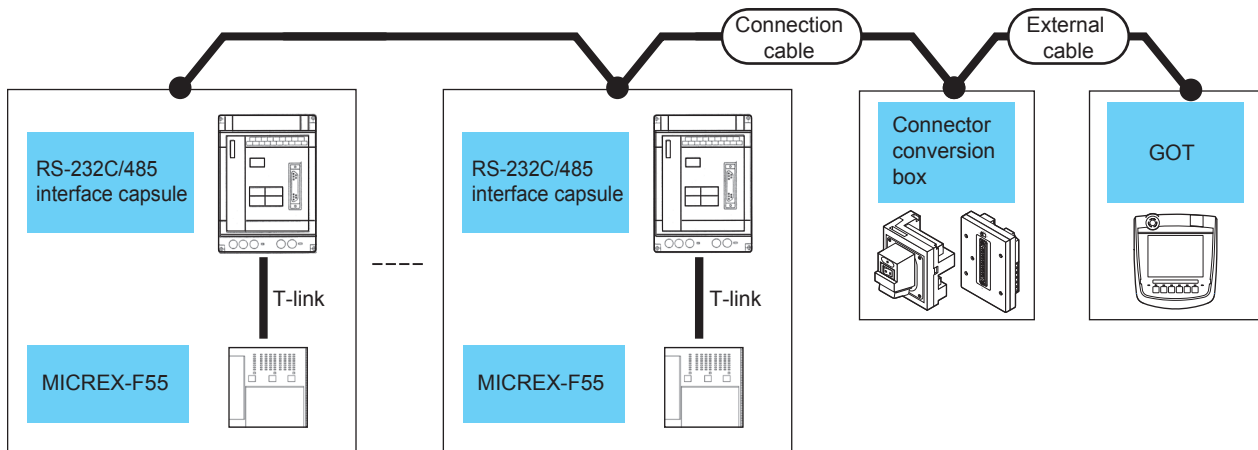 Connection
cable
External
cable
RS-232C/485
interface capsule
T-link
MICREX-F55
RS-232C/485
interface capsule
T-link
MICREX-F55
Connector
conversion
box
GOT